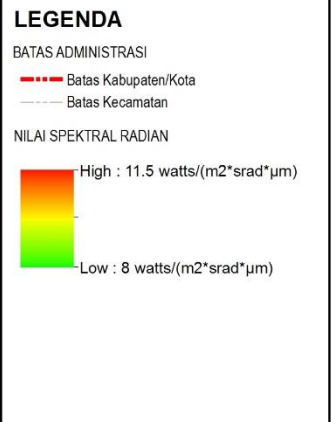 LEGENDA
BATAS ADMINISTRASI
Batas Kabupaten/Kota
Batas Kecamatan
NILAI SPEKTRAL RADIAN
High : 11.5 watts/(m2*srad*µm)
Low : 8 watts/(m2*srad*µm)